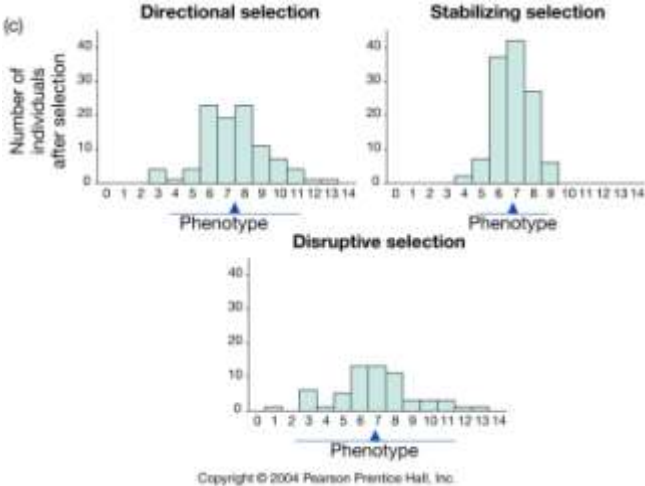 (c)
Directional selection
Number of
individuals
after selection
40
30
20
10
0
0 1 2 3 4 5 6 7 8 9 10 11 12 13 14
Phenotype
Stabilizing selection
40
30
20
10
0
0 1 2 3 4 5 6 7 8 9 10 11 12 13 14
Phenotype
Disruptive selection
40
30
20
10
0
0 1 2 3 4 5 6 7 8 9 10 11 12 13 14
Phenotype
Copyright © 2004 Pearson Prentice Hall, Inc.